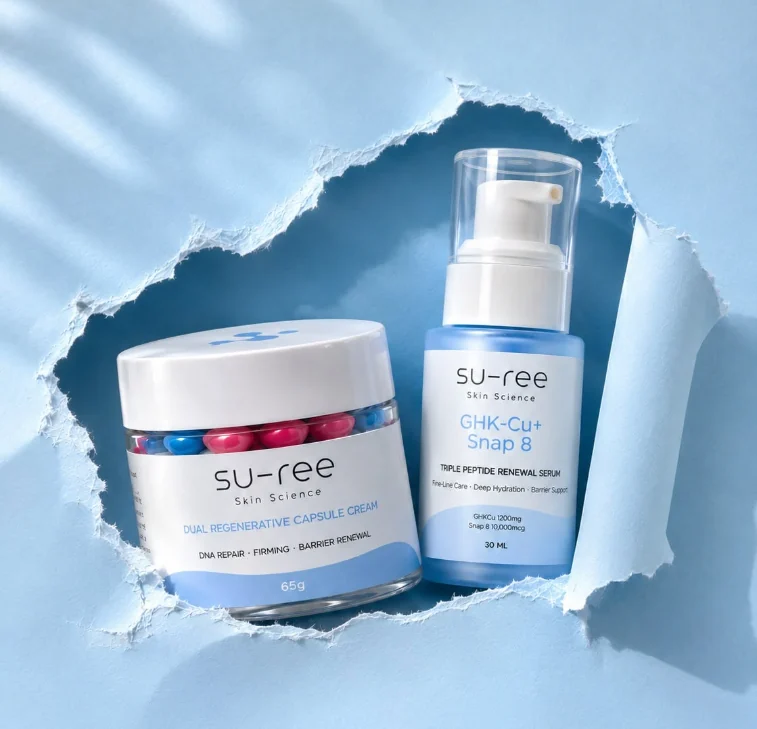 su-ree
Skin Science
DUAL REGENERATIVE CAPSULE CREAM
DNA REPAIR · FIRMING · BARRIER RENEWAL
65g
su-ree
Skin Science
GHK-Cu+
Snap 8
TRIPLE PEPTIDE RENEWAL SERUM
Fine-Line Care · Deep Hydration · Barrier Support
GHKCu 1200mg
Snap 8 10,000mcg
30 ML